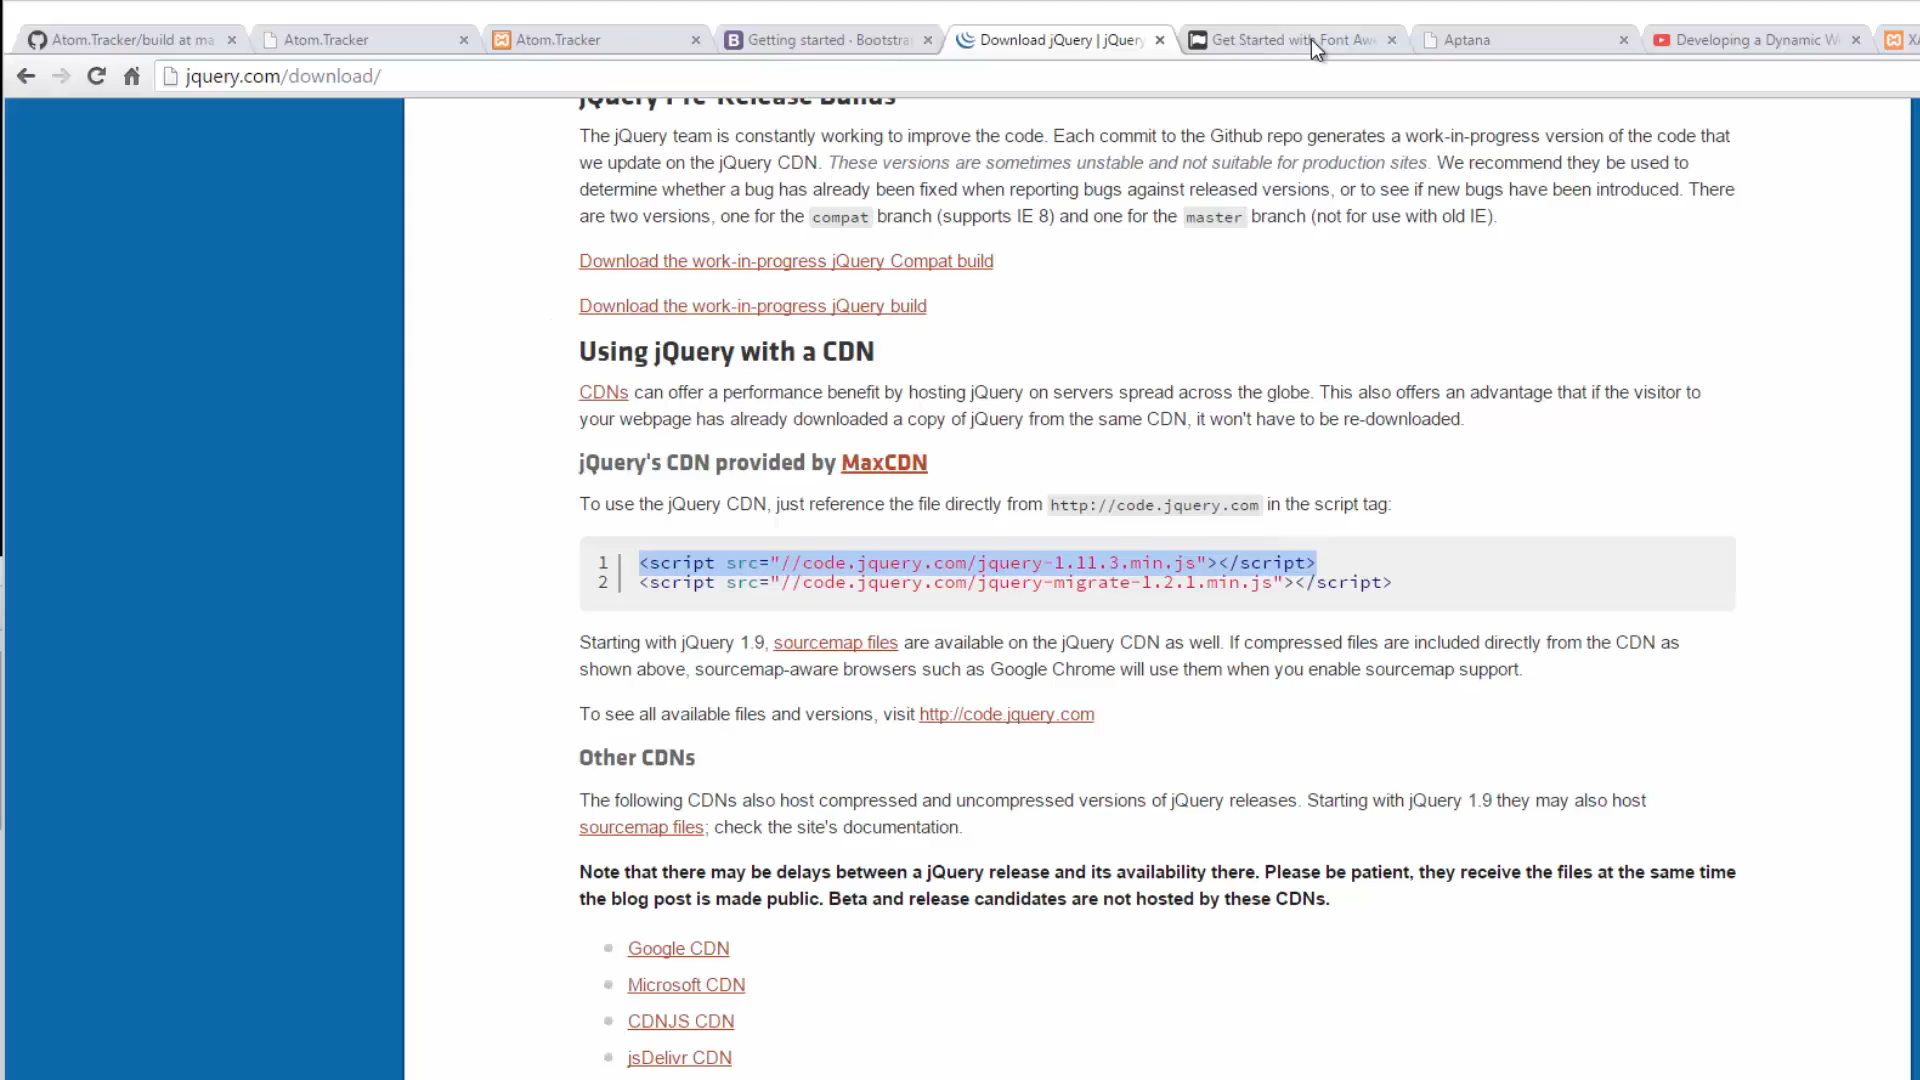 Atom.Tracker/build at ma
Atom.Tracker
Atom.Tracker
Getting started · Bootstra
Download jQuery | jQuery
Get Started with Font Aw
Aptana
Developing a Dynamic W
XA
jquery.com/download/
jQuery Pre-Release Builds
The jQuery team is constantly working to improve the code. Each commit to the Github repo generates a work-in-progress version of the code that
we update on the jQuery CDN. These versions are sometimes unstable and not suitable for production sites. We recommend they be used to
determine whether a bug has already been fixed when reporting bugs against released versions, or to see if new bugs have been introduced. There
are two versions, one for the compat branch (supports IE 8) and one for the master branch (not for use with old IE).
Download the work-in-progress jQuery Compat build
Download the work-in-progress jQuery build
Using jQuery with a CDN
CDNs can offer a performance benefit by hosting jQuery on servers spread across the globe. This also offers an advantage that if the visitor to
your webpage has already downloaded a copy of jQuery from the same CDN, it won't have to be re-downloaded.
jQuery's CDN provided by MaxCDN
To use the jQuery CDN, just reference the file directly from http://code.jquery.com in the script tag:
1 <script src="//code.jquery.com/jquery-1.11.3.min.js"></script>
2 <script src="//code.jquery.com/jquery-migrate-1.2.1.min.js"></script>
Starting with jQuery 1.9, sourcemap files are available on the jQuery CDN as well. If compressed files are included directly from the CDN as
shown above, sourcemap-aware browsers such as Google Chrome will use them when you enable sourcemap support.
To see all available files and versions, visit http://code.jquery.com
Other CDNs
The following CDNs also host compressed and uncompressed versions of jQuery releases. Starting with jQuery 1.9 they may also host
sourcemap files; check the site's documentation.
Note that there may be delays between a jQuery release and its availability there. Please be patient, they receive the files at the same time
the blog post is made public. Beta and release candidates are not hosted by these CDNs.
Google CDN
Microsoft CDN
CDNJS CDN
jsDelivr CDN